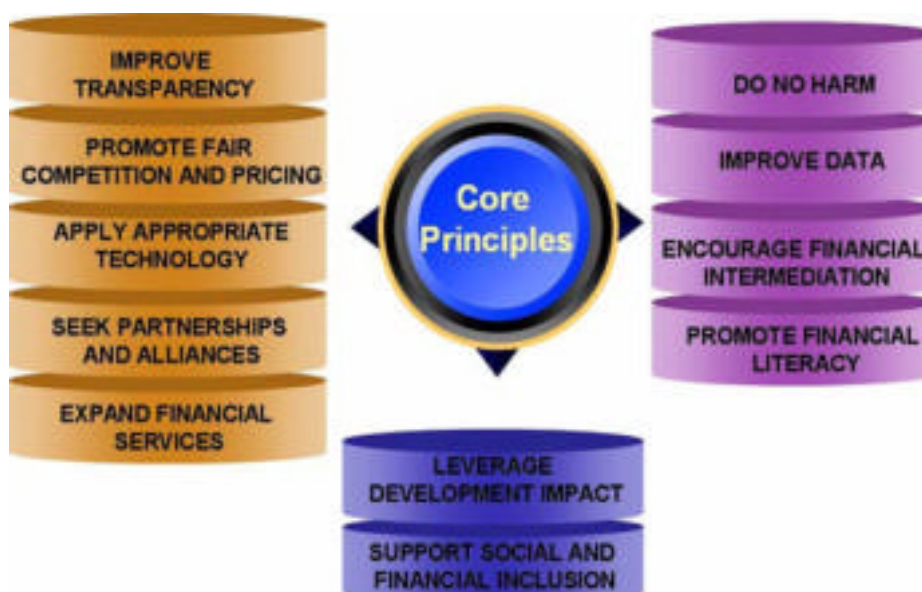 IMPROVE
TRANSPARENCY
PROMOTE FAIR
COMPETITION AND PRICING
APPLY APPROPRIATE
TECHNOLOGY
SEEK PARTNERSHIPS
AND ALLIANCES
EXPAND FINANCIAL
SERVICES
Core
Principles
DO NO HARM
IMPROVE DATA
ENCOURAGE FINANCIAL
INTERMEDIATION
PROMOTE FINANCIAL
LITERACY
LEVERAGE
DEVELOPMENT IMPACT
SUPPORT SOCIAL AND
FINANCIAL INCLUSION